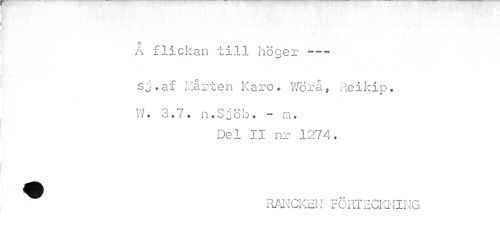 Å flickan till höger ---
sj.af Mårten Karo. Wörå, Reikip.
W. 3.7. n.Sjöb. - m.
Del II nr 1274.
RANCKEN FÖRTECKNING